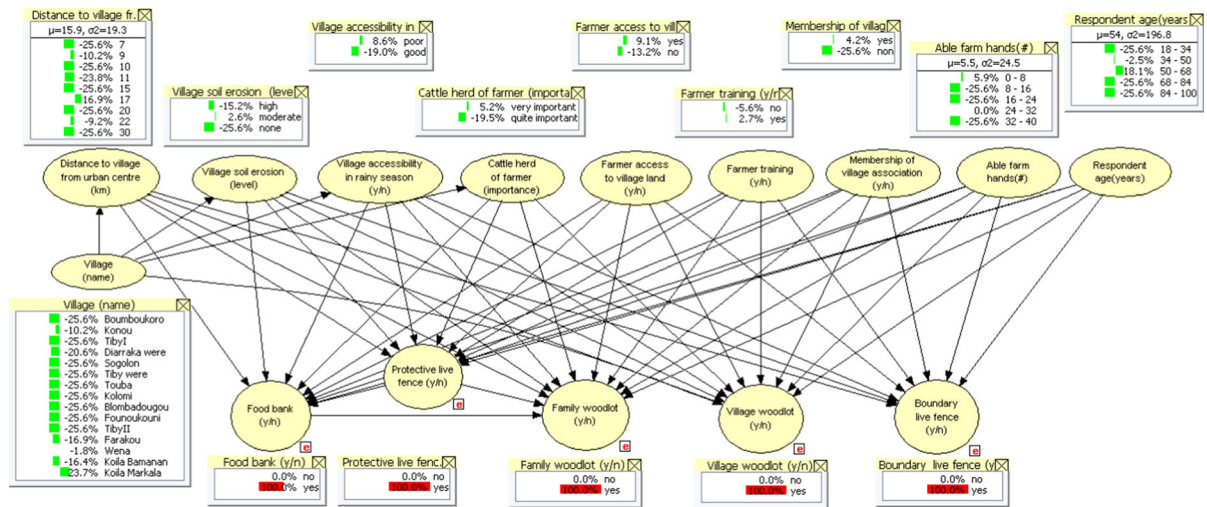 Distance to village fr.
μ=15.9, σ2=19.3
-25.6% 7
-10.2% 9
-25.6% 10
-23.8% 11
-25.6% 15
16.9% 17
-25.6% 20
-9.2% 22
-25.6% 30
Village accessibility in
8.6% poor
-19.0% good
Farmer access to vill
9.1% yes
-13.2% no
Membership of villag
4.2% yes
-25.6% non
Able farm hands(#)
μ=5.5, σ2=24.5
5.9% 0 - 8
-25.6% 8 - 16
-25.6% 16 - 24
0.0% 24 - 32
-25.6% 32 - 40
Respondent age(years
μ=54, σ2=196.8
-25.6% 18 - 34
-2.5% 34 - 50
18.1% 50 - 68
-25.6% 68 - 84
-25.6% 84 - 100
Village soil erosion (leve
-15.2% high
2.6% moderate
-25.6% none
Cattle herd of farmer (importa
5.2% very important
-19.5% quite important
Farmer training (y/n
-5.6% no
2.7% yes
Distance to village
from urban centre
(km)
Village soil erosion
(level)
Village accessibility
in rainy season
(y/n)
Cattle herd
of farmer
(importance)
Farmer access
to village land
(y/n)
Farmer training
(y/n)
Membership of
village association
(y/n)
Able farm
hands(#)
Respondent
age(years)
Village
(name)
Village (name)
-25.6% Boumboukoro
-10.2% Konou
-25.6% TibyI
-20.6% Diarraka were
-25.6% Sogolon
-25.6% Tiby were
-25.6% Touba
-25.6% Kolomi
-25.6% Blombadougou
-25.6% Founoukouni
-25.6% TibyII
-16.9% Farakou
-1.8% Wena
-16.4% Koila Bamanan
23.7% Koila Markala
Protective live
fence (y/n)
e
Food bank
(y/n)
e
Family woodlot
(y/n)
e
Village woodlot
(y/n)
e
Boundary
live fence
(y/n)
e
Food bank (y/n)
0.0% no
100.0% yes
Protective live fenc.
0.0% no
100.0% yes
Family woodlot (y/n)
0.0% no
100.0% yes
Village woodlot (y/n)
0.0% no
100.0% yes
Boundary live fence (y
0.0% no
100.0% yes